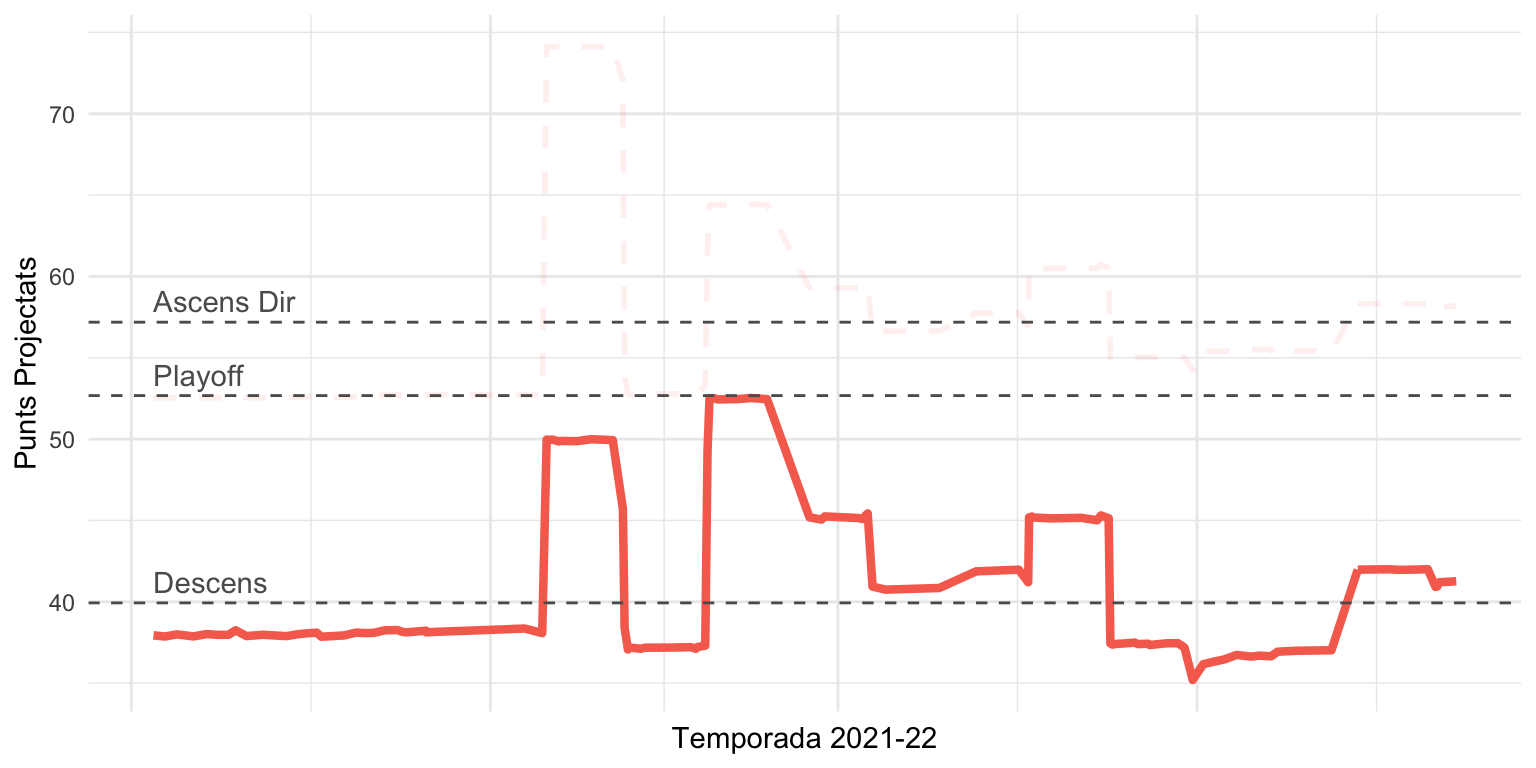 70
60
50
40
Punts Projectats
Ascens Dir
Playoff
Descens
Temporada 2021-22